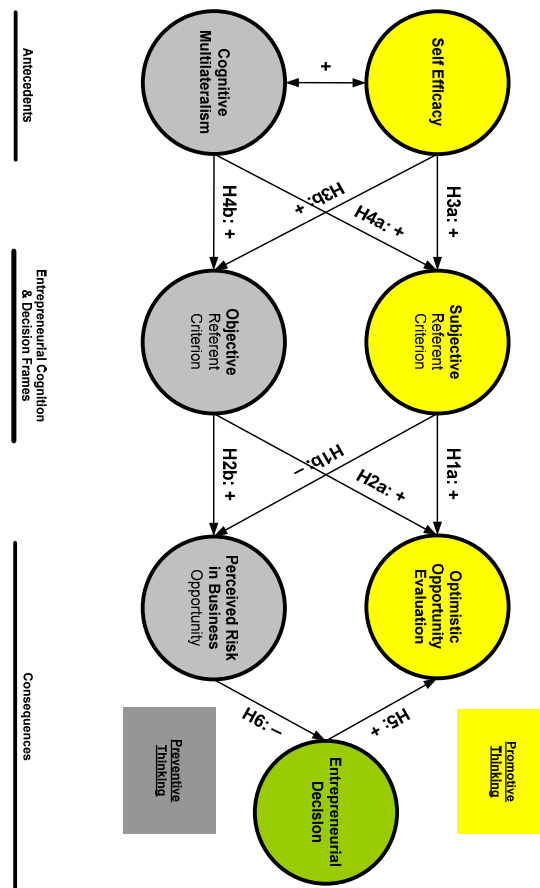 Self Efficacy
Cognitive
Multilateralism
+
H3a: +
H4a: +
H3b:
+
H4b: +
Subjective
Referent
Criterion
Objective
Referent
Criterion
H1a: +
H2a: +
H1b:
–
H2b: +
Optimistic
Opportunity
Evaluation
Perceived Risk
in Business
Opportunity
H5: +
H6: –
Entrepreneurial
Decision
Promotive
Thinking
Preventive
Thinking
Antecedents
Entrepreneurial Cognition
& Decision Frames
Consequences